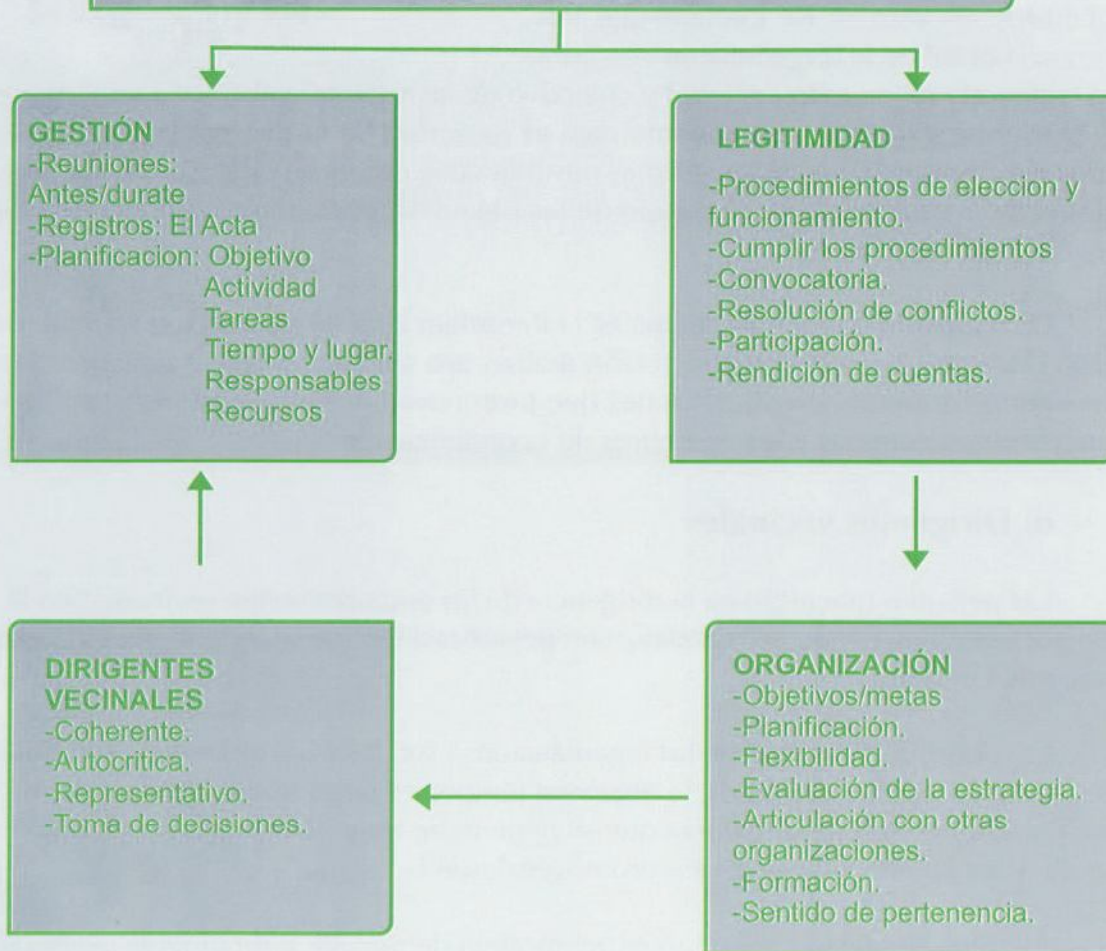 GESTIÓN
-Reuniones:
Antes/durate
-Registros: El Acta
-Planificacion: Objetivo
Actividad
Tareas
Tiempo y lugar.
Responsables
Recursos
LEGITIMIDAD
-Procedimientos de eleccion y
funcionamiento.
-Cumplir los procedimientos
-Convocatoria.
-Resolución de conflictos.
-Participación.
-Rendición de cuentas.
DIRIGENTES
VECINALES
-Coherente.
-Autocritica.
-Representativo.
-Toma de decisiones.
ORGANIZACIÓN
-Objetivos/metas
-Planificación.
-Flexibilidad.
-Evaluación de la estrategia.
-Articulación con otras
organizaciones.
-Formación.
-Sentido de pertenencia.